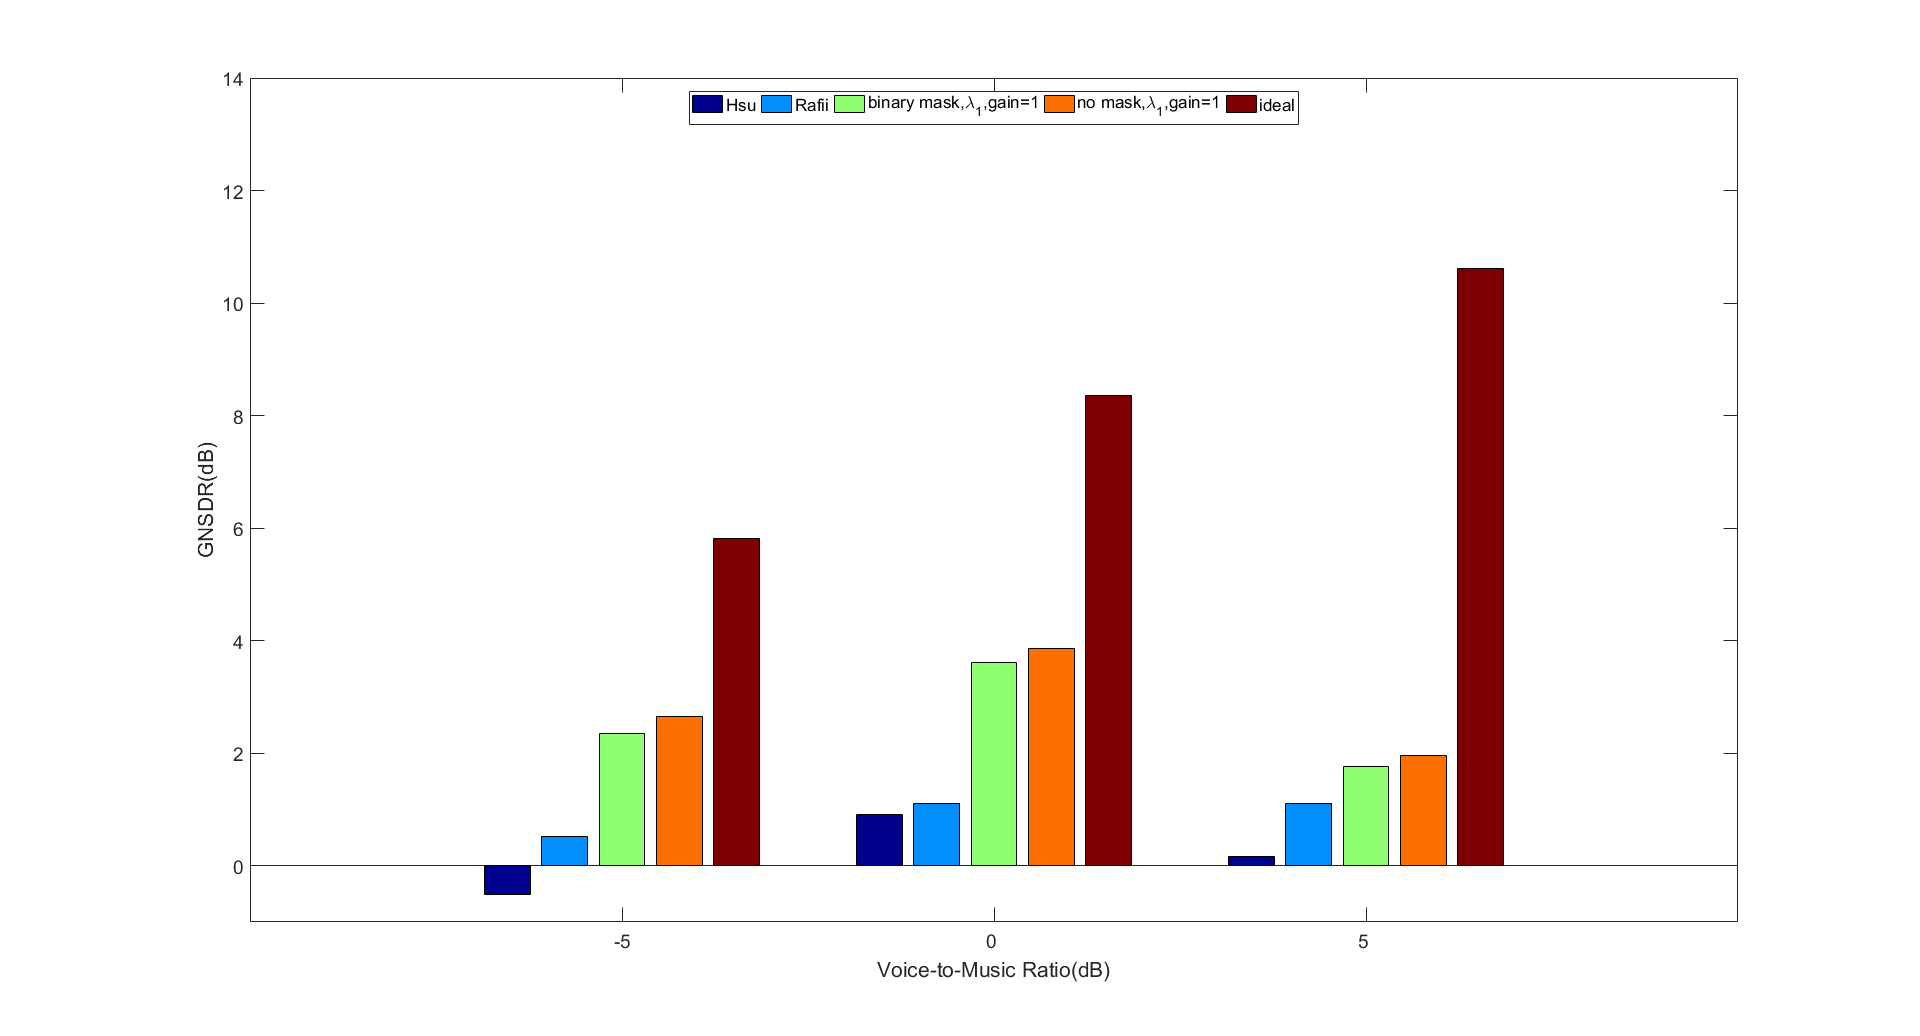 14
Hsu Rafii binary mask,λ1,gain=1 no mask,λ1,gain=1 ideal
12
10
8
6
4
2
0
GNSDR(dB)
-5 0 5
Voice-to-Music Ratio(dB)